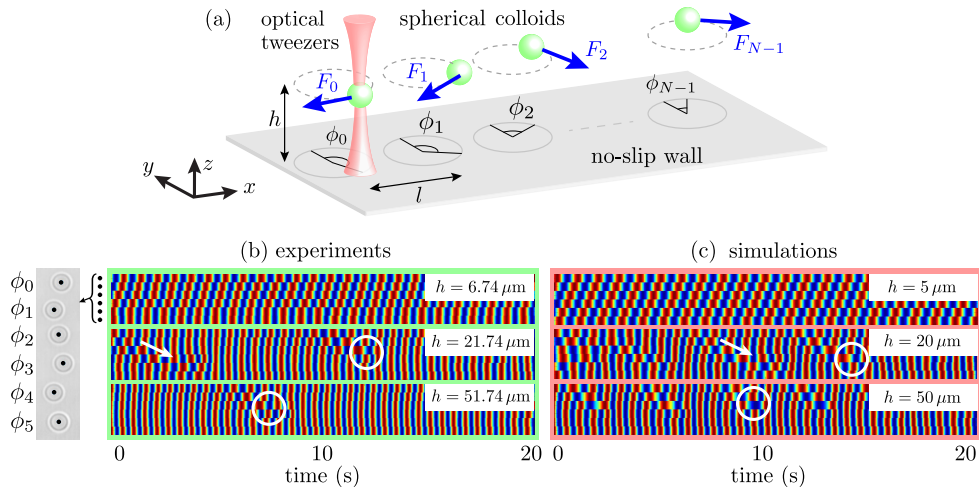 (a)
optical
tweezers
spherical colloids
F_0
F_1
F_2
F_{N−1}
h
ϕ_0
ϕ_1
ϕ_2
ϕ_{N−1}
no-slip wall
l
y
z
x
(b) experiments
ϕ_0
ϕ_1
ϕ_2
ϕ_3
ϕ_4
ϕ_5
h = 6.74 μm
h = 21.74 μm
h = 51.74 μm
0
10
20
time (s)
(c) simulations
h = 5 μm
h = 20 μm
h = 50 μm
0
10
20
time (s)